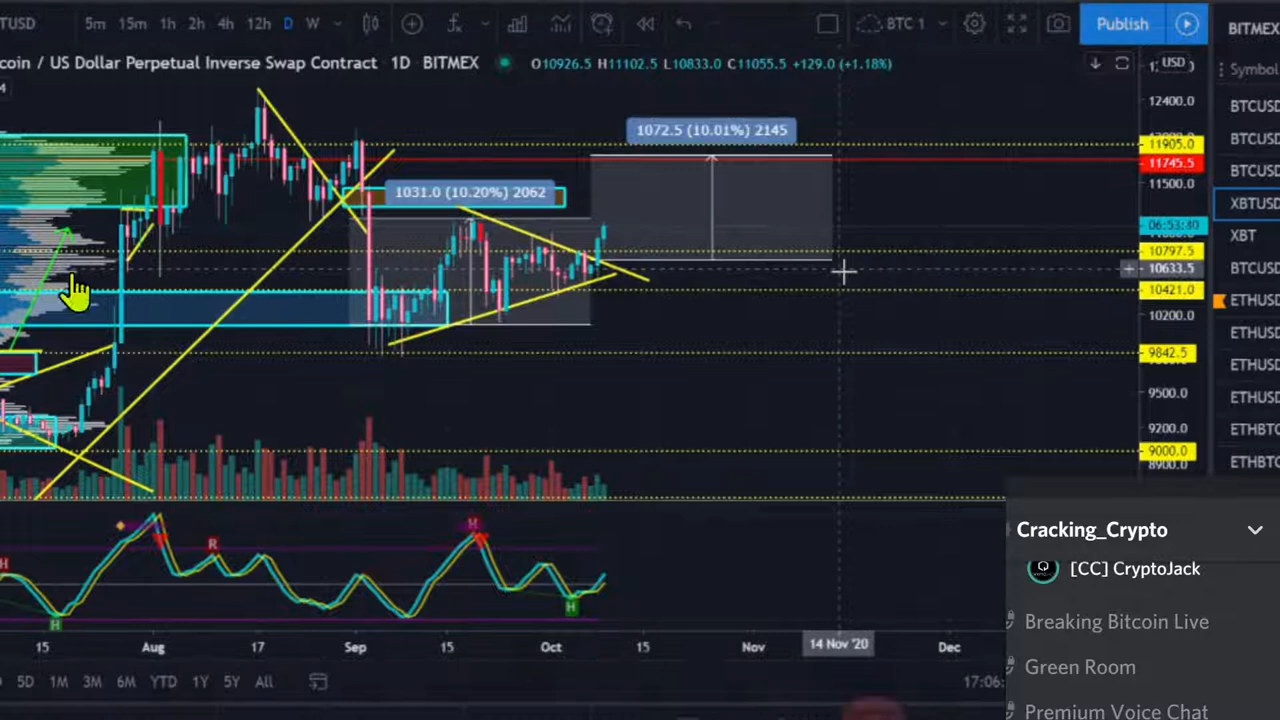 TUSD 5m 15m 1h 2h 4h 12h D W BTC 1 Publish BITMEX
coin / US Dollar Perpetual Inverse Swap Contract 1D BITMEX O10926.5 H11102.5 L10833.0 C11055.5 +129.0 (+1.18%) USD Symbol
4
12400.0
BTCUSD
1072.5 (10.01%) 2145
BTCUSD
11905.0
11745.5
BTCUSD
11500.0
1031.0 (10.20%) 2062
XBTUSD
06:53:30
XBT
10797.5
10633.5
BTCUSD
10421.0
ETHUSD
10200.0
ETHUSD
9842.5
ETHUSD
9500.0
ETHUSD
9200.0
ETHBTC
9000.0
8900.0
ETHBTC
H R H
H H
Cracking_Crypto
[CC] CryptoJack
Breaking Bitcoin Live
15 Aug 17 Sep 15 Oct 15 Nov 14 Nov '20 Dec
Green Room
5D 1M 3M 6M YTD 1Y 5Y All 17:06:
Premium Voice Chat